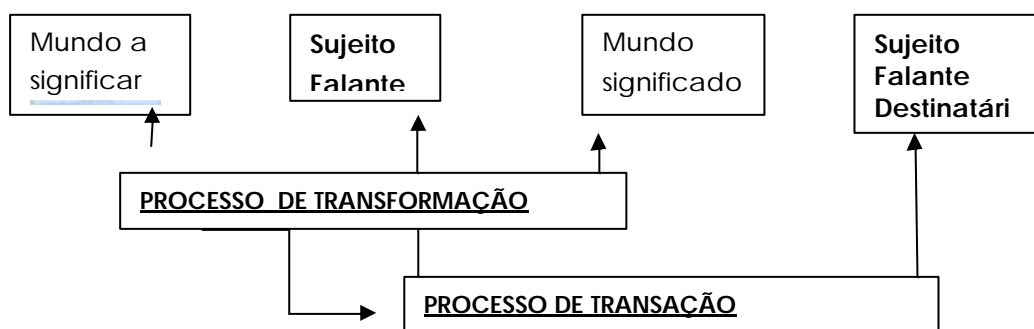 Mundo a
significar
Sujeito
Falante
Mundo
significado
Sujeito
Falante
Destinatári
PROCESSO DE TRANSFORMAÇÃO
PROCESSO DE TRANSAÇÃO